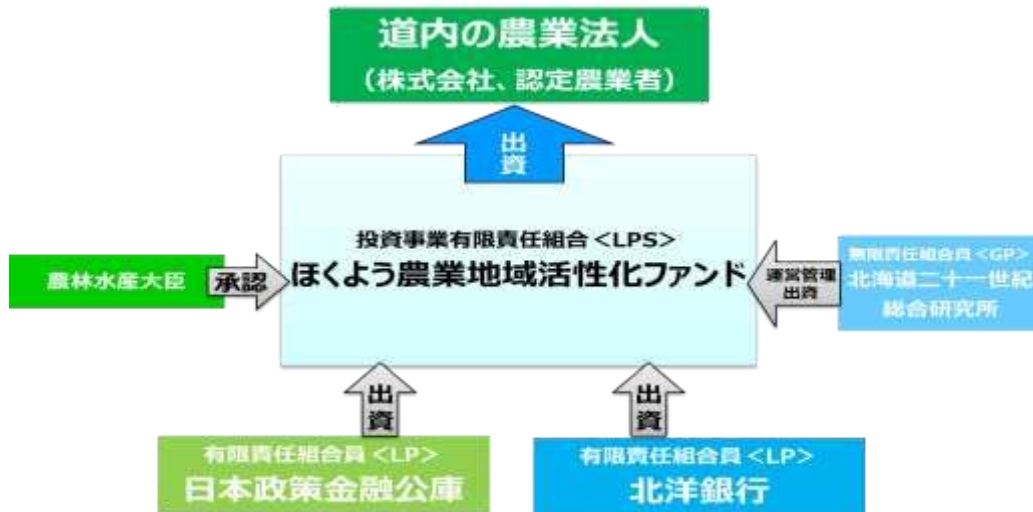 道内の農業法人
（株式会社、認定農業者）
出
資
投資事業有限責任組合＜LPS＞
ほくよう農業地域活性化ファンド
農林水産大臣
承認
運営管理
出資
無限責任組合員＜GP＞
北海道二十一世紀
総合研究所
出
資
出
資
有限責任組合員＜LP＞
日本政策金融公庫
有限責任組合員＜LP＞
北洋銀行